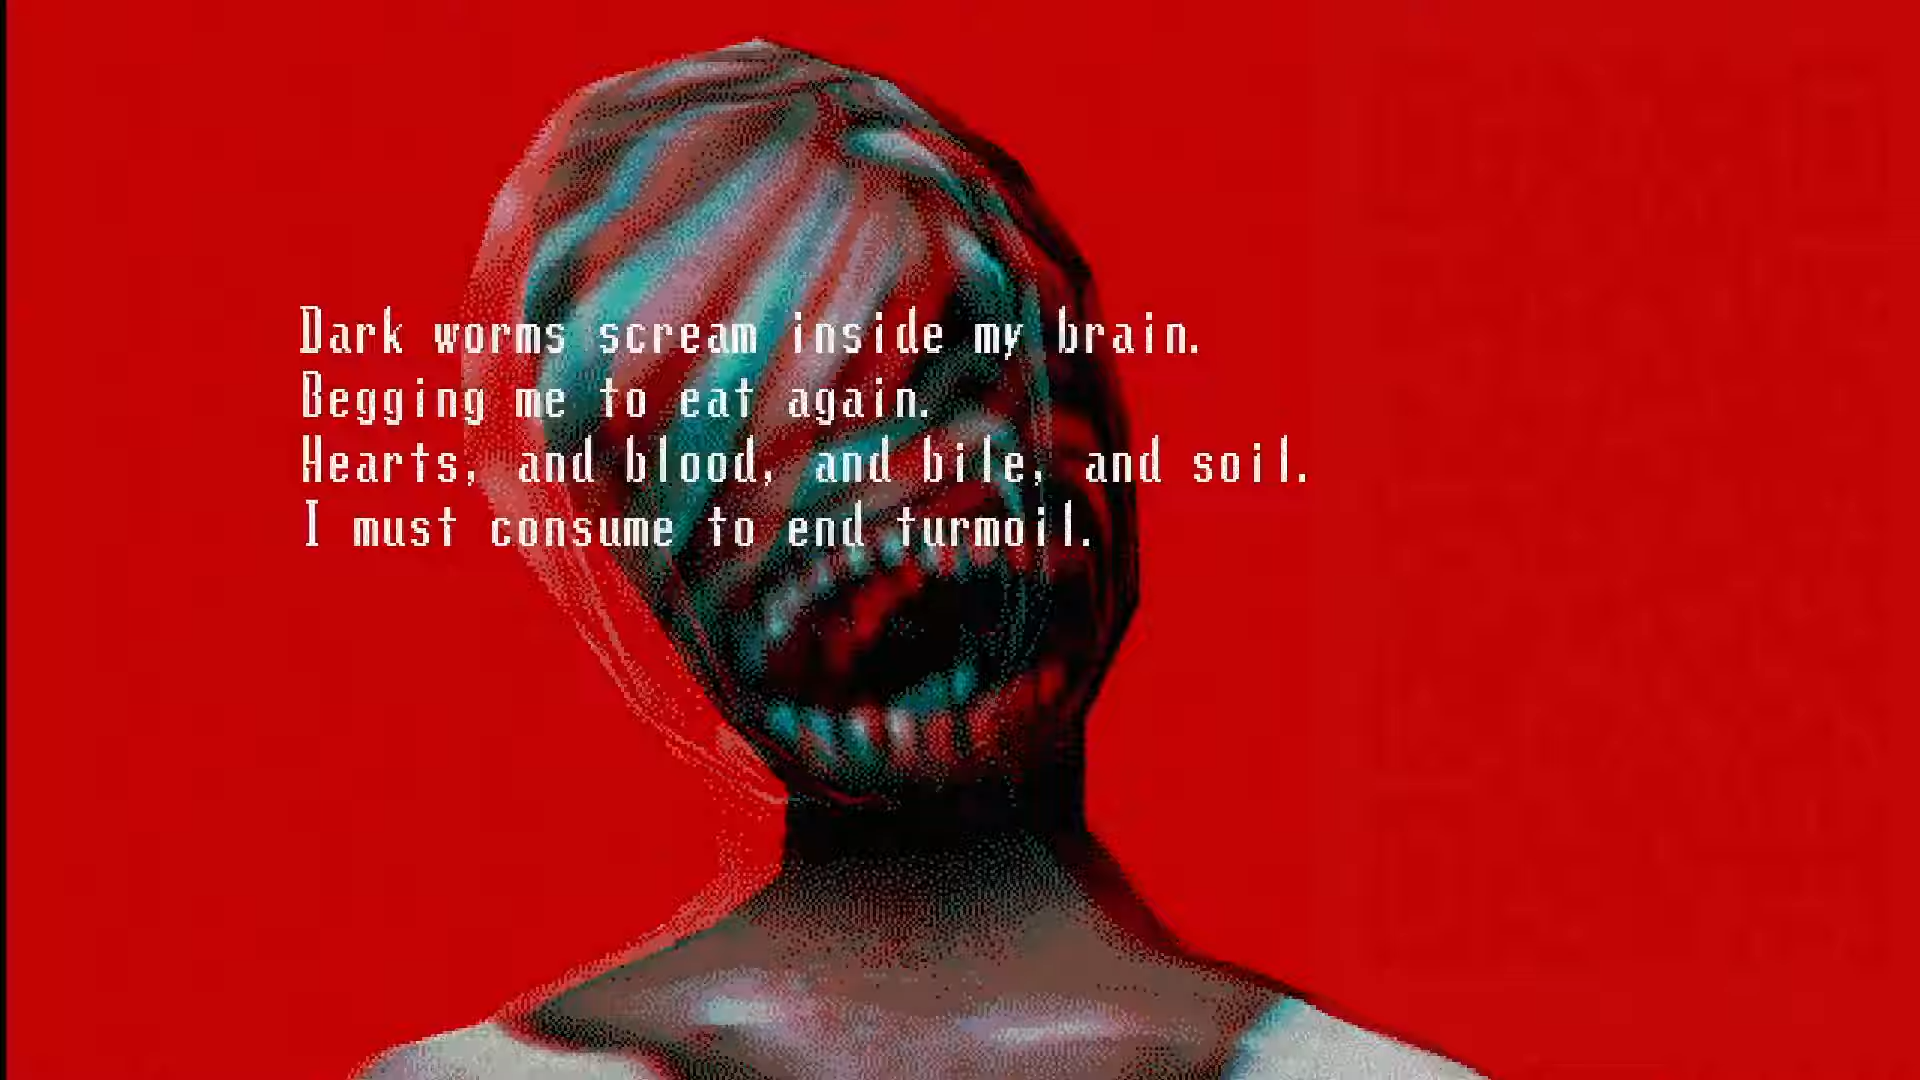 Dark worms scream inside my brain.
Begging me to eat again.
Hearts, and blood, and bile, and soil.
I must consume to end turmoil.